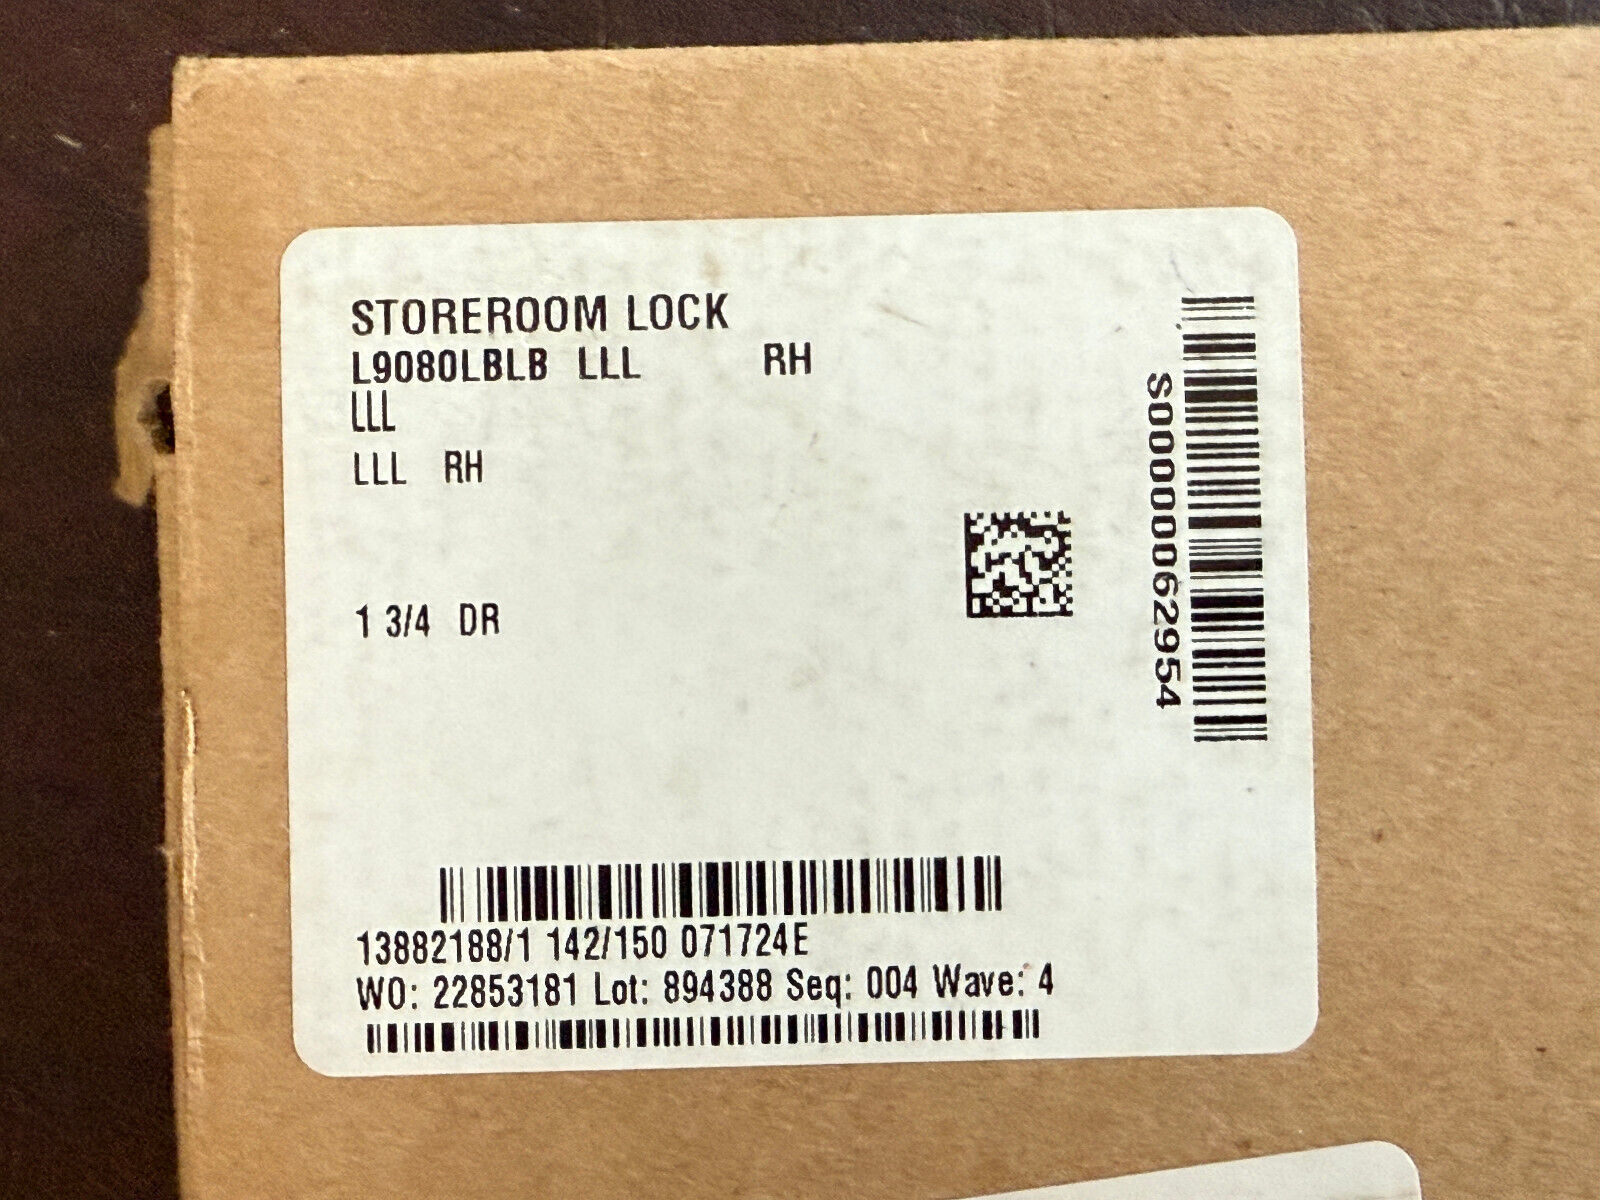 STOREROOM LOCK
L9080LBLB LLL RH
LLL
LLL RH
1 3/4 DR
S0000000629954
13882188/1 142/150 071724E
WO: 22853181 Lot: 894388 Seq: 004 Wave: 4